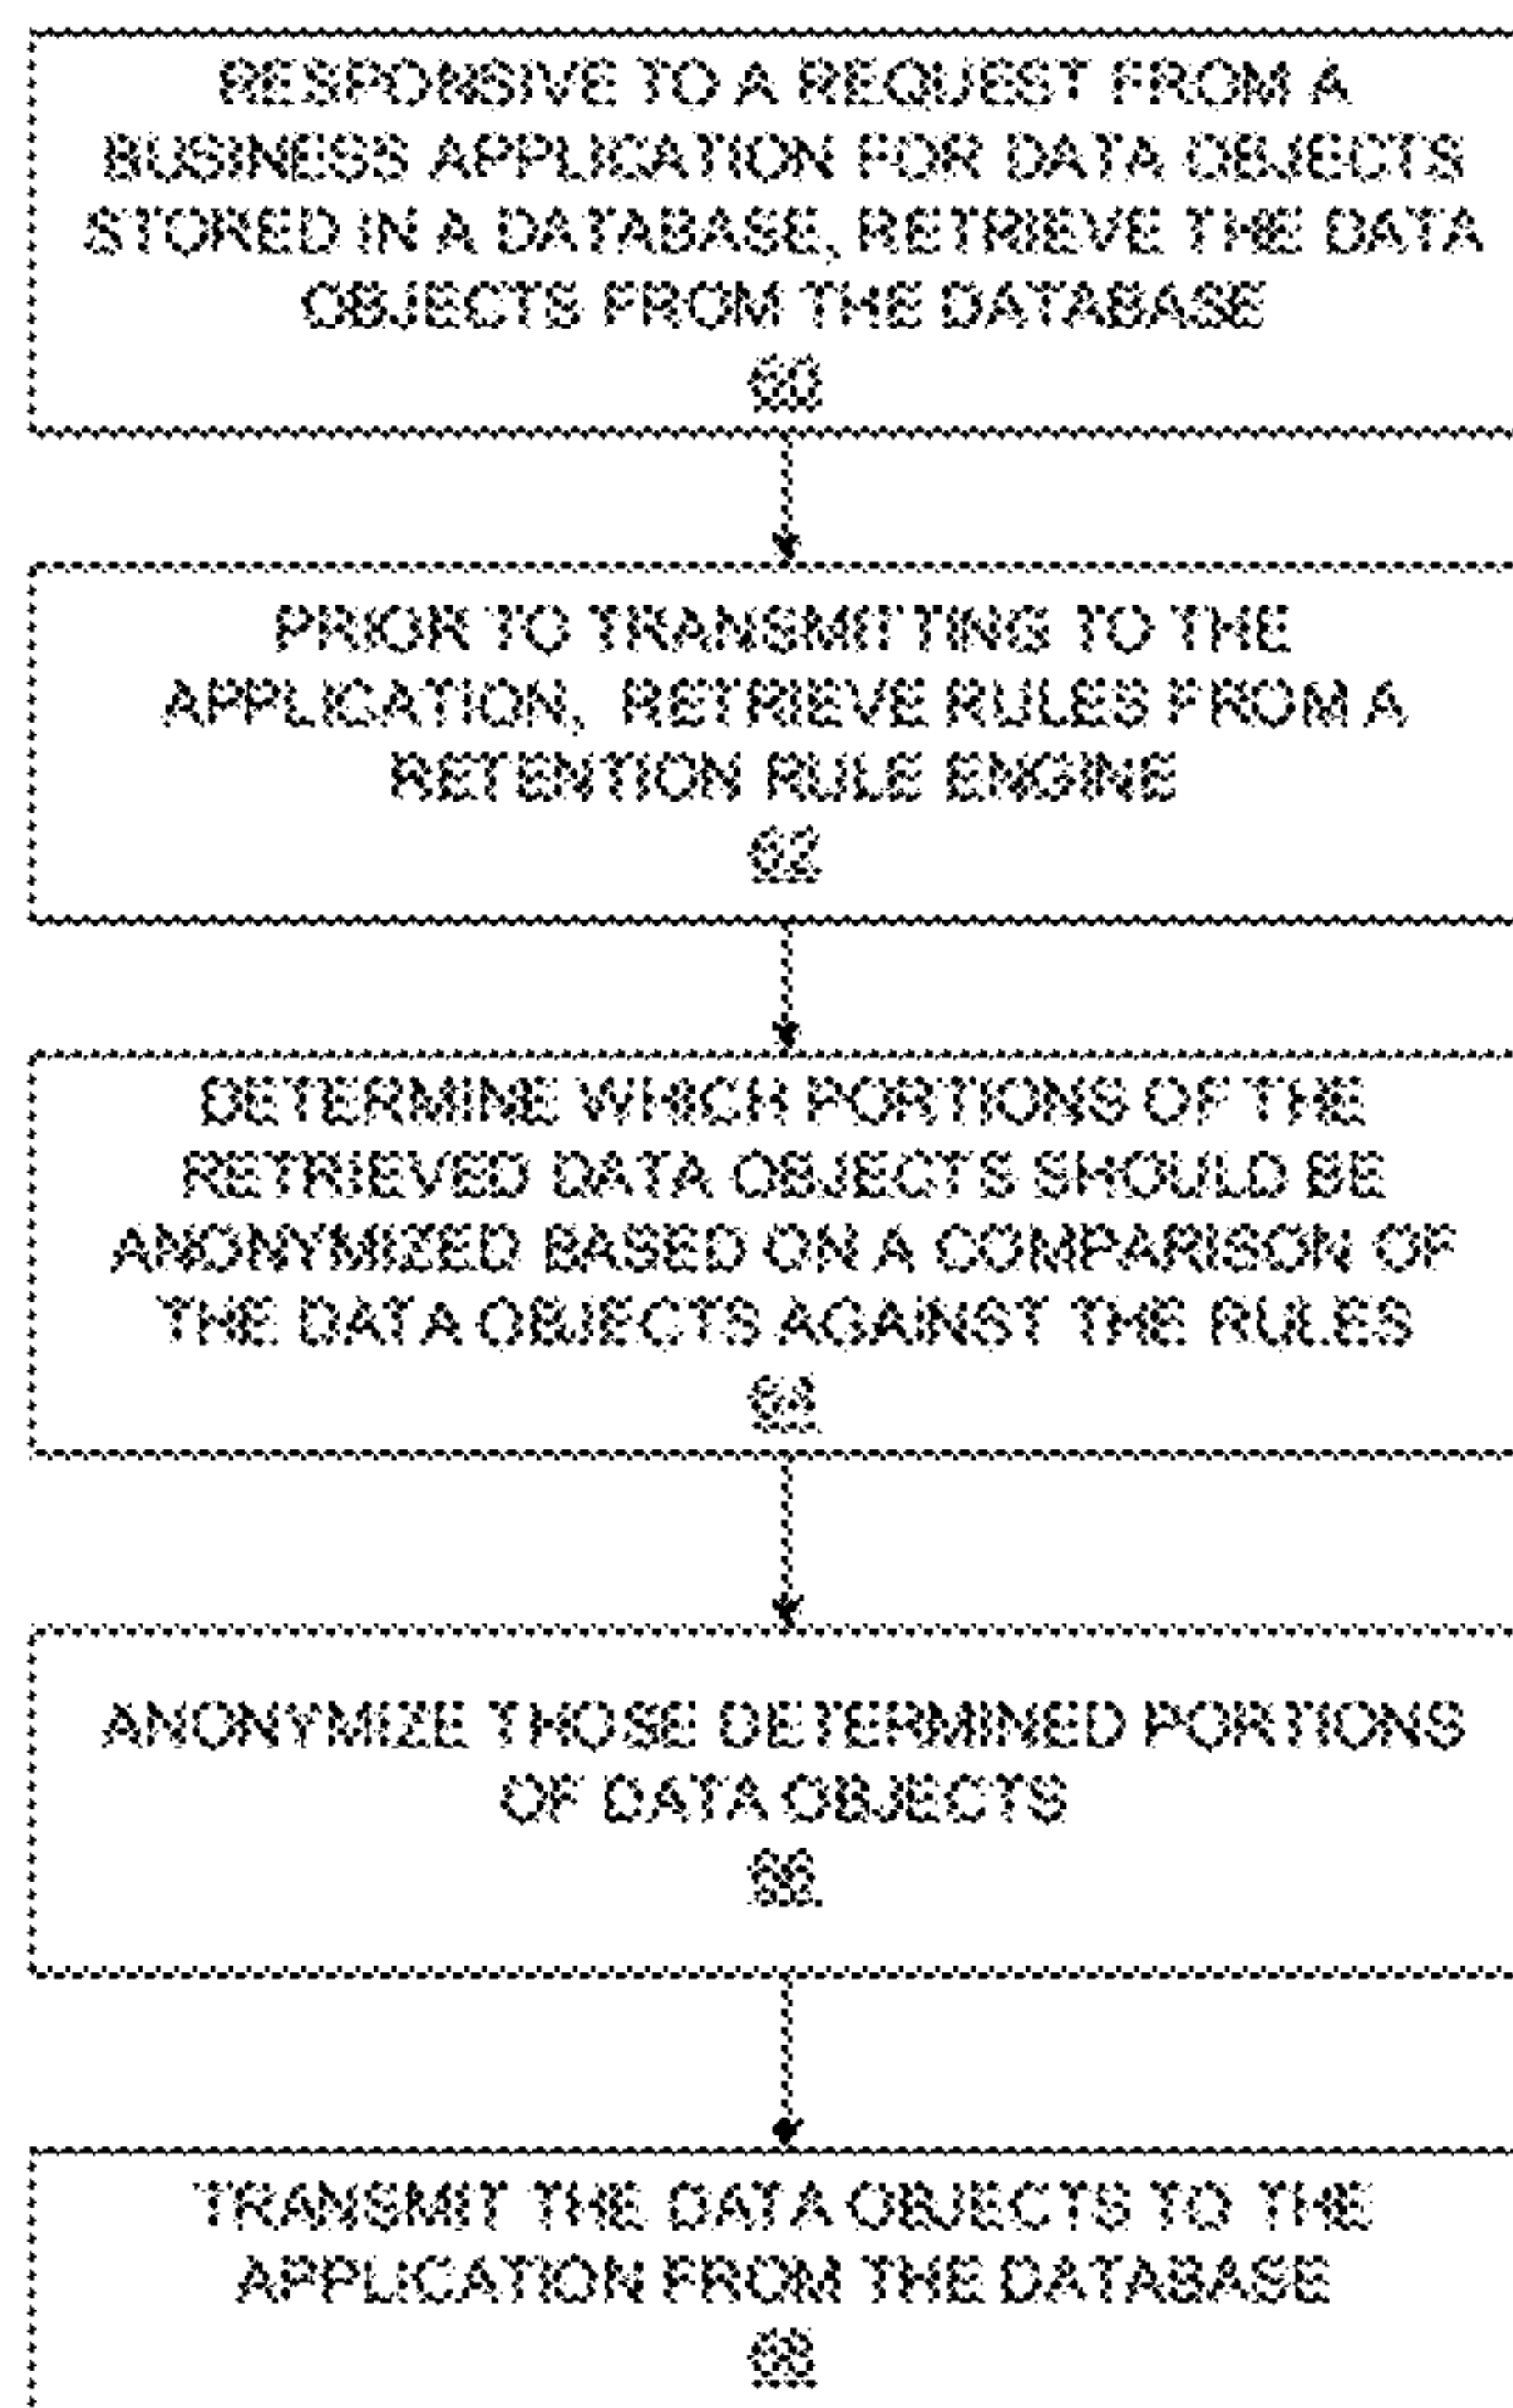 RESPONSIVE TO A REQUEST FROM A
BUSINESS APPLICATION FOR DATA OBJECTS
STORED IN A DATABASE, RETRIEVE THE DATA
OBJECTS FROM THE DATABASE
60
PRIOR TO TRANSMITTING TO THE
APPLICATION, RETRIEVE RULES FROM A
RETENTION RULE ENGINE
62
DETERMINE WHICH PORTIONS OF THE
RETRIEVED DATA OBJECTS SHOULD BE
ANONYMIZED BASED ON A COMPARISON OF
THE DATA OBJECTS AGAINST THE RULES
64
ANONYMIZE THOSE DETERMINED PORTIONS
OF DATA OBJECTS
66
TRANSMIT THE DATA OBJECTS TO THE
APPLICATION FROM THE DATABASE
68